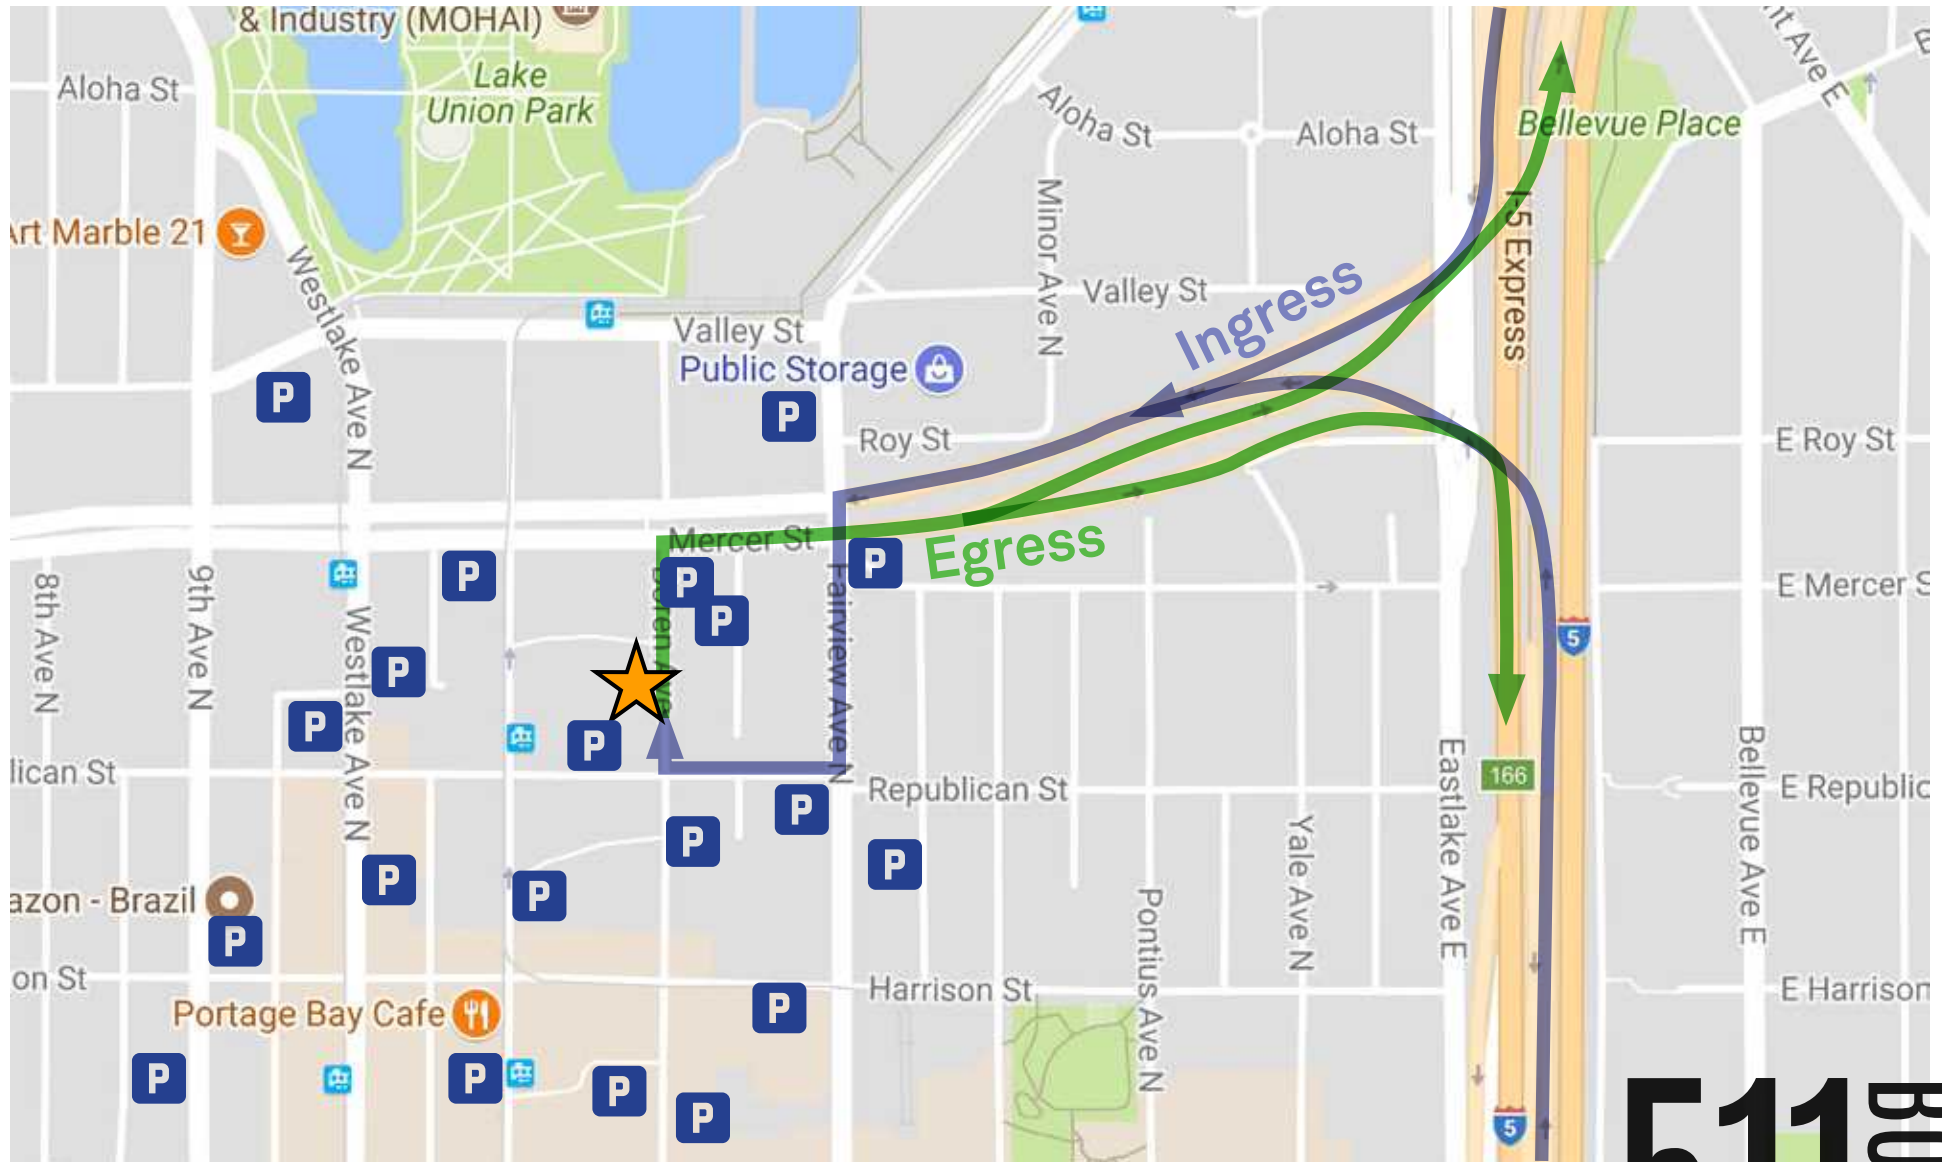 & Industry (MOHAI)
Lake
Union Park
Aloha St
Aloha St
Aloha St
Bellevue Place
Art Marble 21
Westlake Ave N
Minor Ave N
I-5 Express
Ingress
Valley St
Valley St
Public Storage
P
P
Roy St
E Roy St
Mercer St
Egress
P
P
P
P
8th Ave N
9th Ave N
Westlake Ave N
Fairview Ave N
E Mercer S
5
P
P
P
lican St
Republican St
166
E Republic
Eastlake Ave E
Bellevue Ave E
P
P
P
Yale Ave N
P
P
azon - Brazil
P
Pontius Ave N
on St
Harrison St
E Harrison
Portage Bay Cafe
P
P
P
P
P
5
511